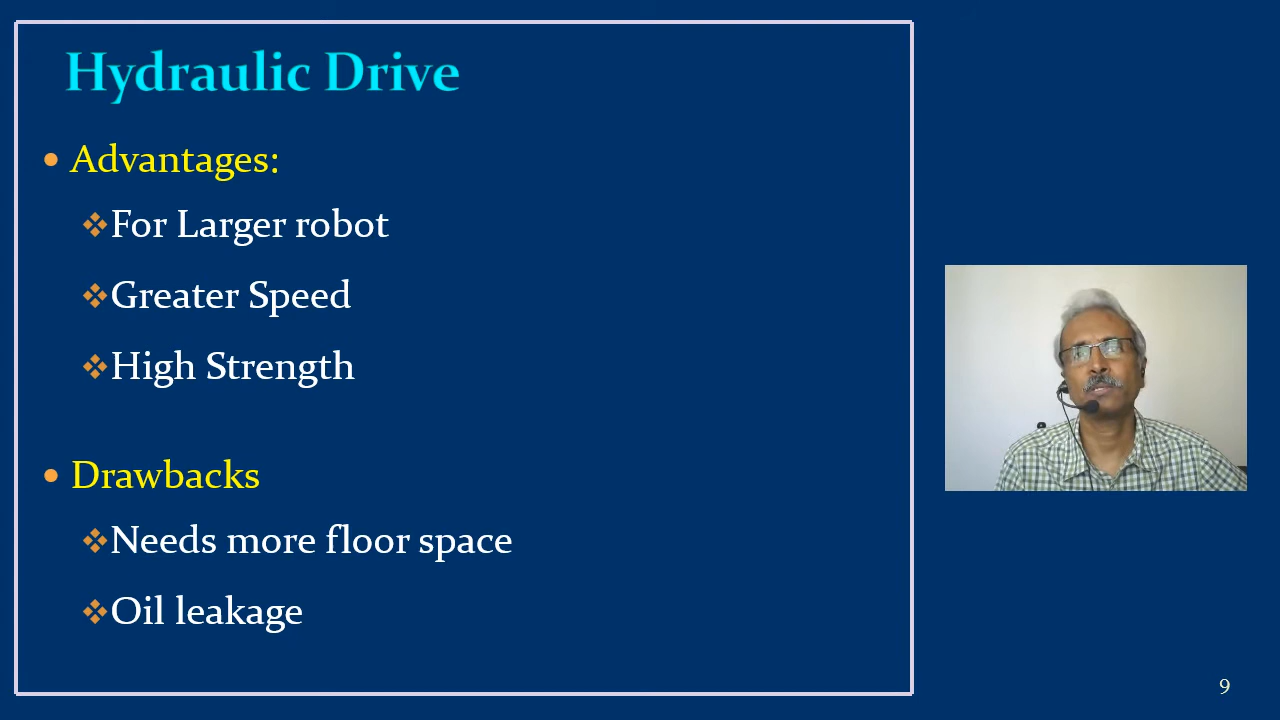 Hydraulic Drive
Advantages:
For Larger robot
Greater Speed
High Strength
Drawbacks
Needs more floor space
Oil leakage
9